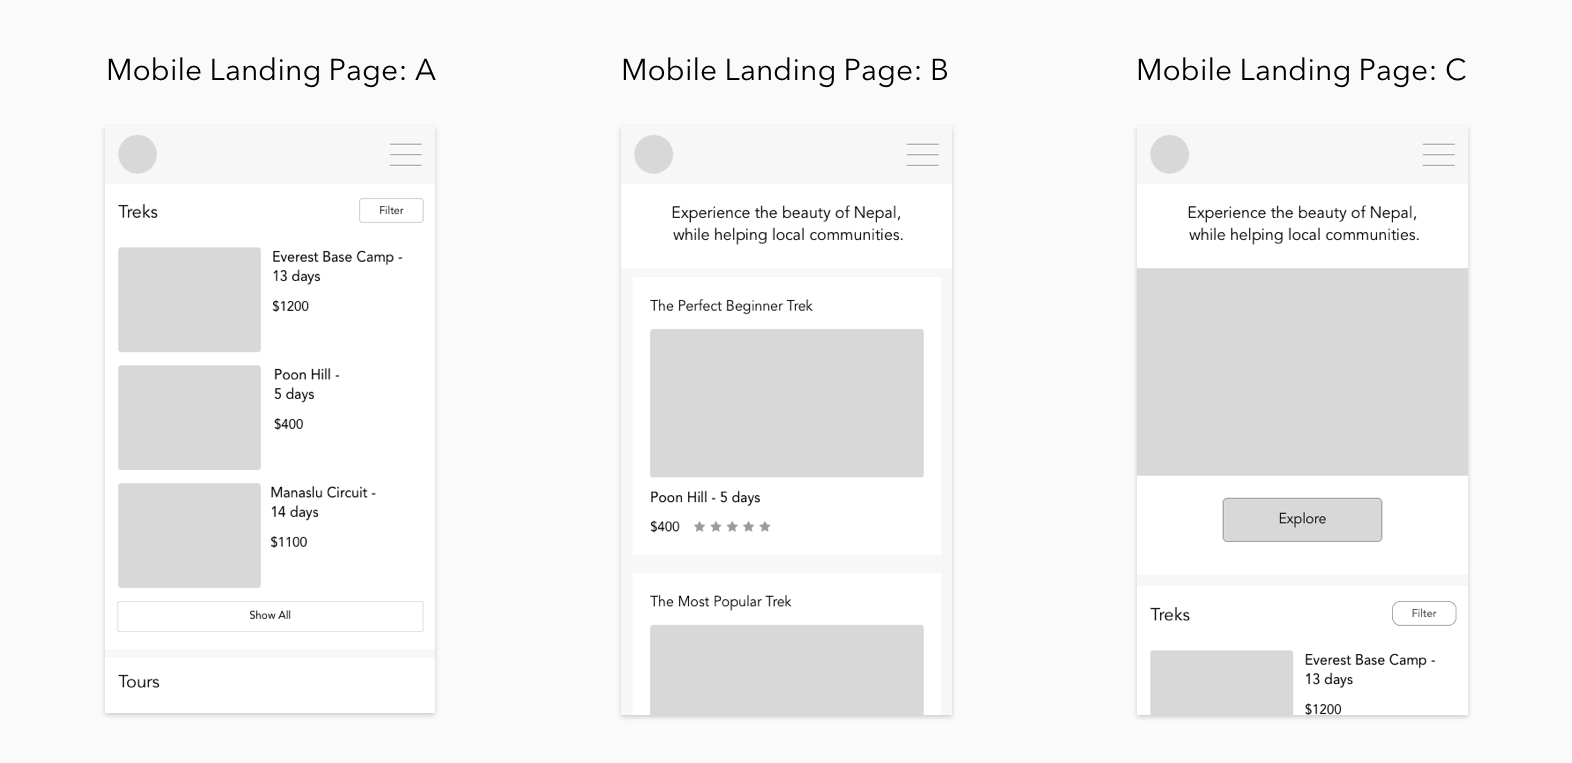 Mobile Landing Page: A
Treks
Filter
Everest Base Camp -
13 days
$1200
Poon Hill -
5 days
$400
Manaslu Circuit -
14 days
$1100
Show All
Tours
Mobile Landing Page: B
Experience the beauty of Nepal,
while helping local communities.
The Perfect Beginner Trek
Poon Hill - 5 days
$400
The Most Popular Trek
Mobile Landing Page: C
Experience the beauty of Nepal,
while helping local communities.
Explore
Treks
Filter
Everest Base Camp -
13 days
$1200